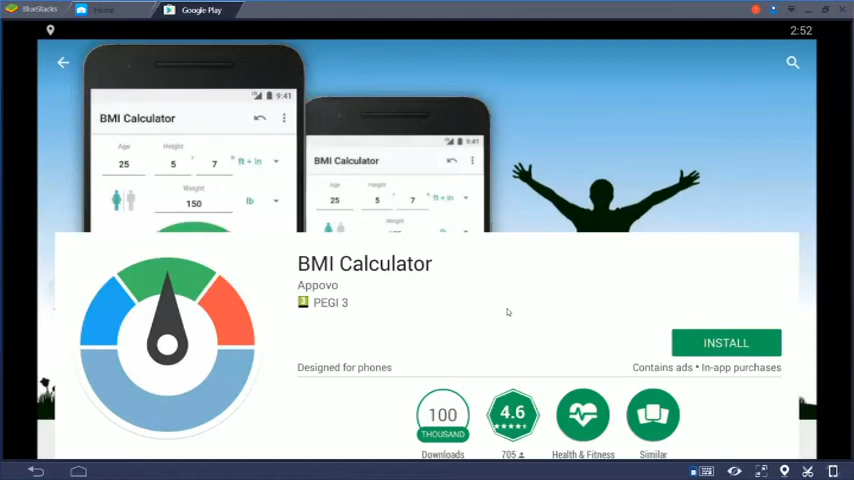 BlueStacks
Home
Google Play
2:52
9:41
BMI Calculator
Age
Height
25
5
7
ft + in
Weight
150
lb
9:41
BMI Calculator
Age
Height
25
5
7
ft + in
Weight
BMI Calculator
Appovo
3
PEGI 3
INSTALL
Designed for phones
Contains ads • In-app purchases
100
THOUSAND
4.6
Downloads
705
Health & Fitness
Similar